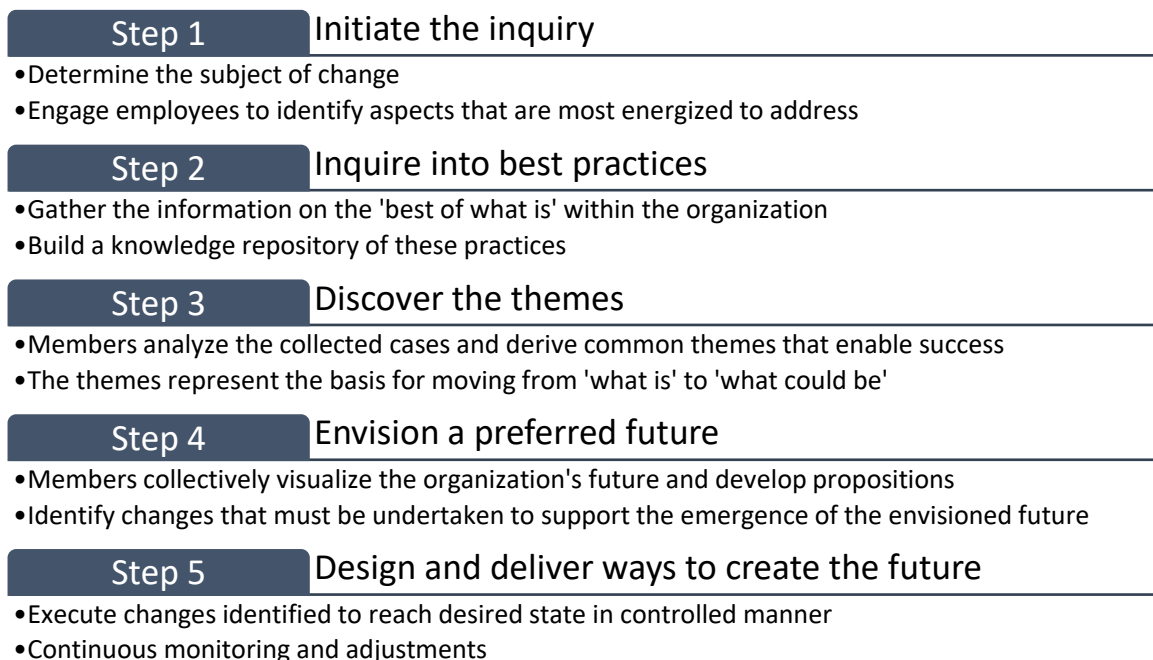 Step 1 Initiate the inquiry
•Determine the subject of change
•Engage employees to identify aspects that are most energized to address
Step 2 Inquire into best practices
•Gather the information on the 'best of what is' within the organization
•Build a knowledge repository of these practices
Step 3 Discover the themes
•Members analyze the collected cases and derive common themes that enable success
•The themes represent the basis for moving from 'what is' to 'what could be'
Step 4 Envision a preferred future
•Members collectively visualize the organization's future and develop propositions
•Identify changes that must be undertaken to support the emergence of the envisioned future
Step 5 Design and deliver ways to create the future
•Execute changes identified to reach desired state in controlled manner
•Continuous monitoring and adjustments